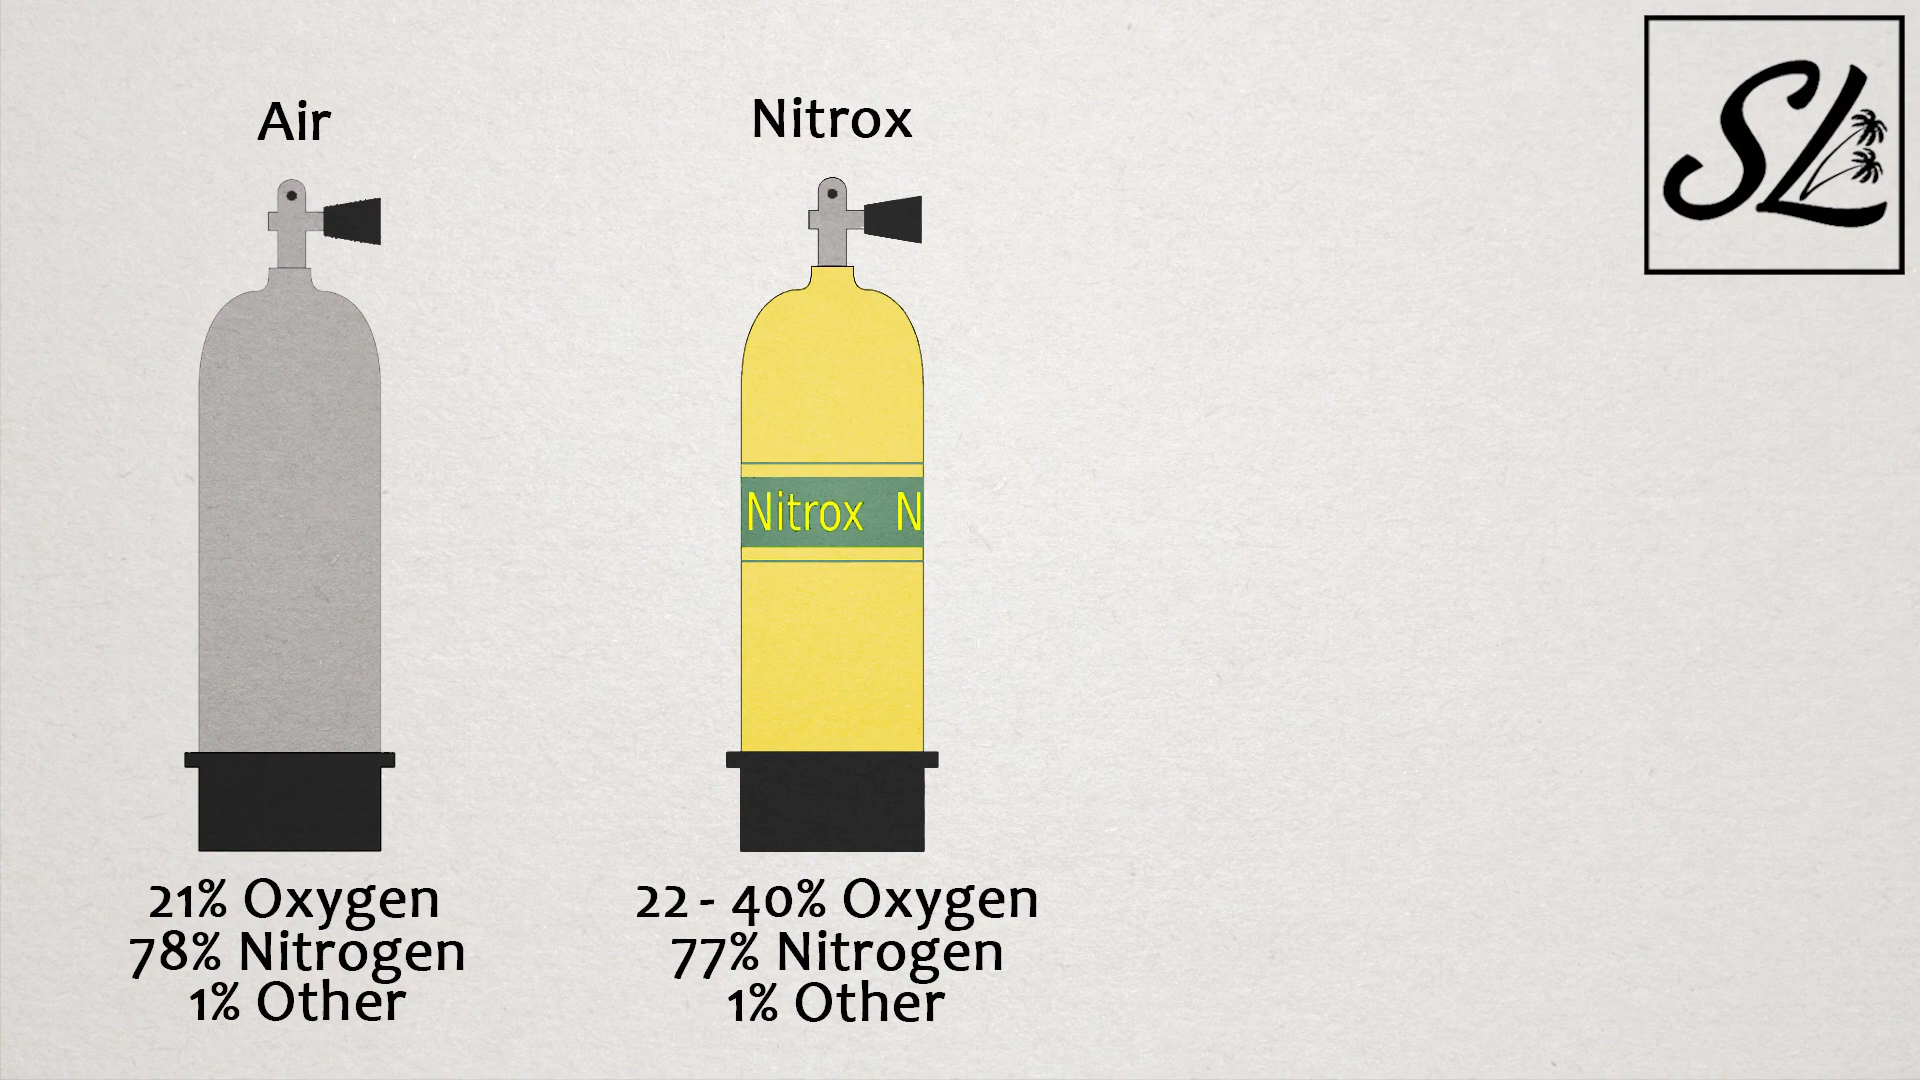 Air
Nitrox
SL
Nitrox N
21% Oxygen
78% Nitrogen
1% Other
22 - 40% Oxygen
77% Nitrogen
1% Other